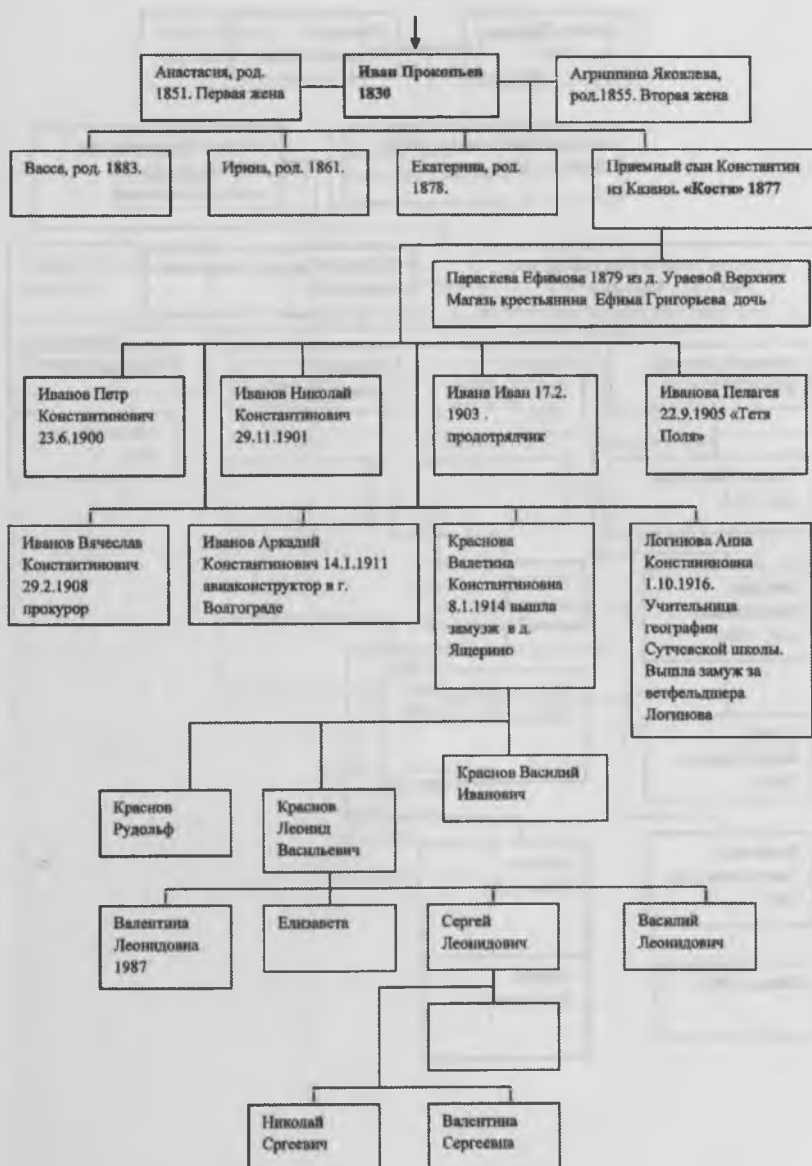 Анастасия, род.
1851. Первая жена
Иван Прокопьев
1830
Агриппина Яковлева,
род.1855. Вторая жена
Васса, род. 1883.
Ирина, род. 1861.
Екатерина, род.
1878.
Приемный сын Константин
из Казани. «Костя» 1877
Параскева Ефимова 1879 из д. Ураевой Верхних
Магазь крестьянина Ефима Григорьева дочь
Иванов Петр
Константинович
23.6.1900
Иванов Николай
Константинович
29.11.1901
Ивана Иван 17.2.
1903 .
продотрядчик
Иванова Пелагея
22.9.1905 «Тетя
Поля»
Иванов Вячеслав
Константинович
29.2.1908
прокурор
Иванов Аркадий
Константинович 14.1.1911
авиаконструктор в г.
Волгограде
Краснова
Валетина
Константиновна
8.1.1914 вышла
замуэж в д.
Ящерино
Логинова Анна
Констаниновна
1.10.1916.
Учительница
географии
Сутчевской школы.
Вышла замуж за
ветфельдшера
Логинова
Краснов
Рудольф
Краснов
Леонид
Васильевич
Краснов Василий
Иванович
Валентина
Леонидовна
1987
Елизавета
Сергей
Леонидович
Василий
Леонидович
Николай
Сргеевич
Валентина
Сергеевна